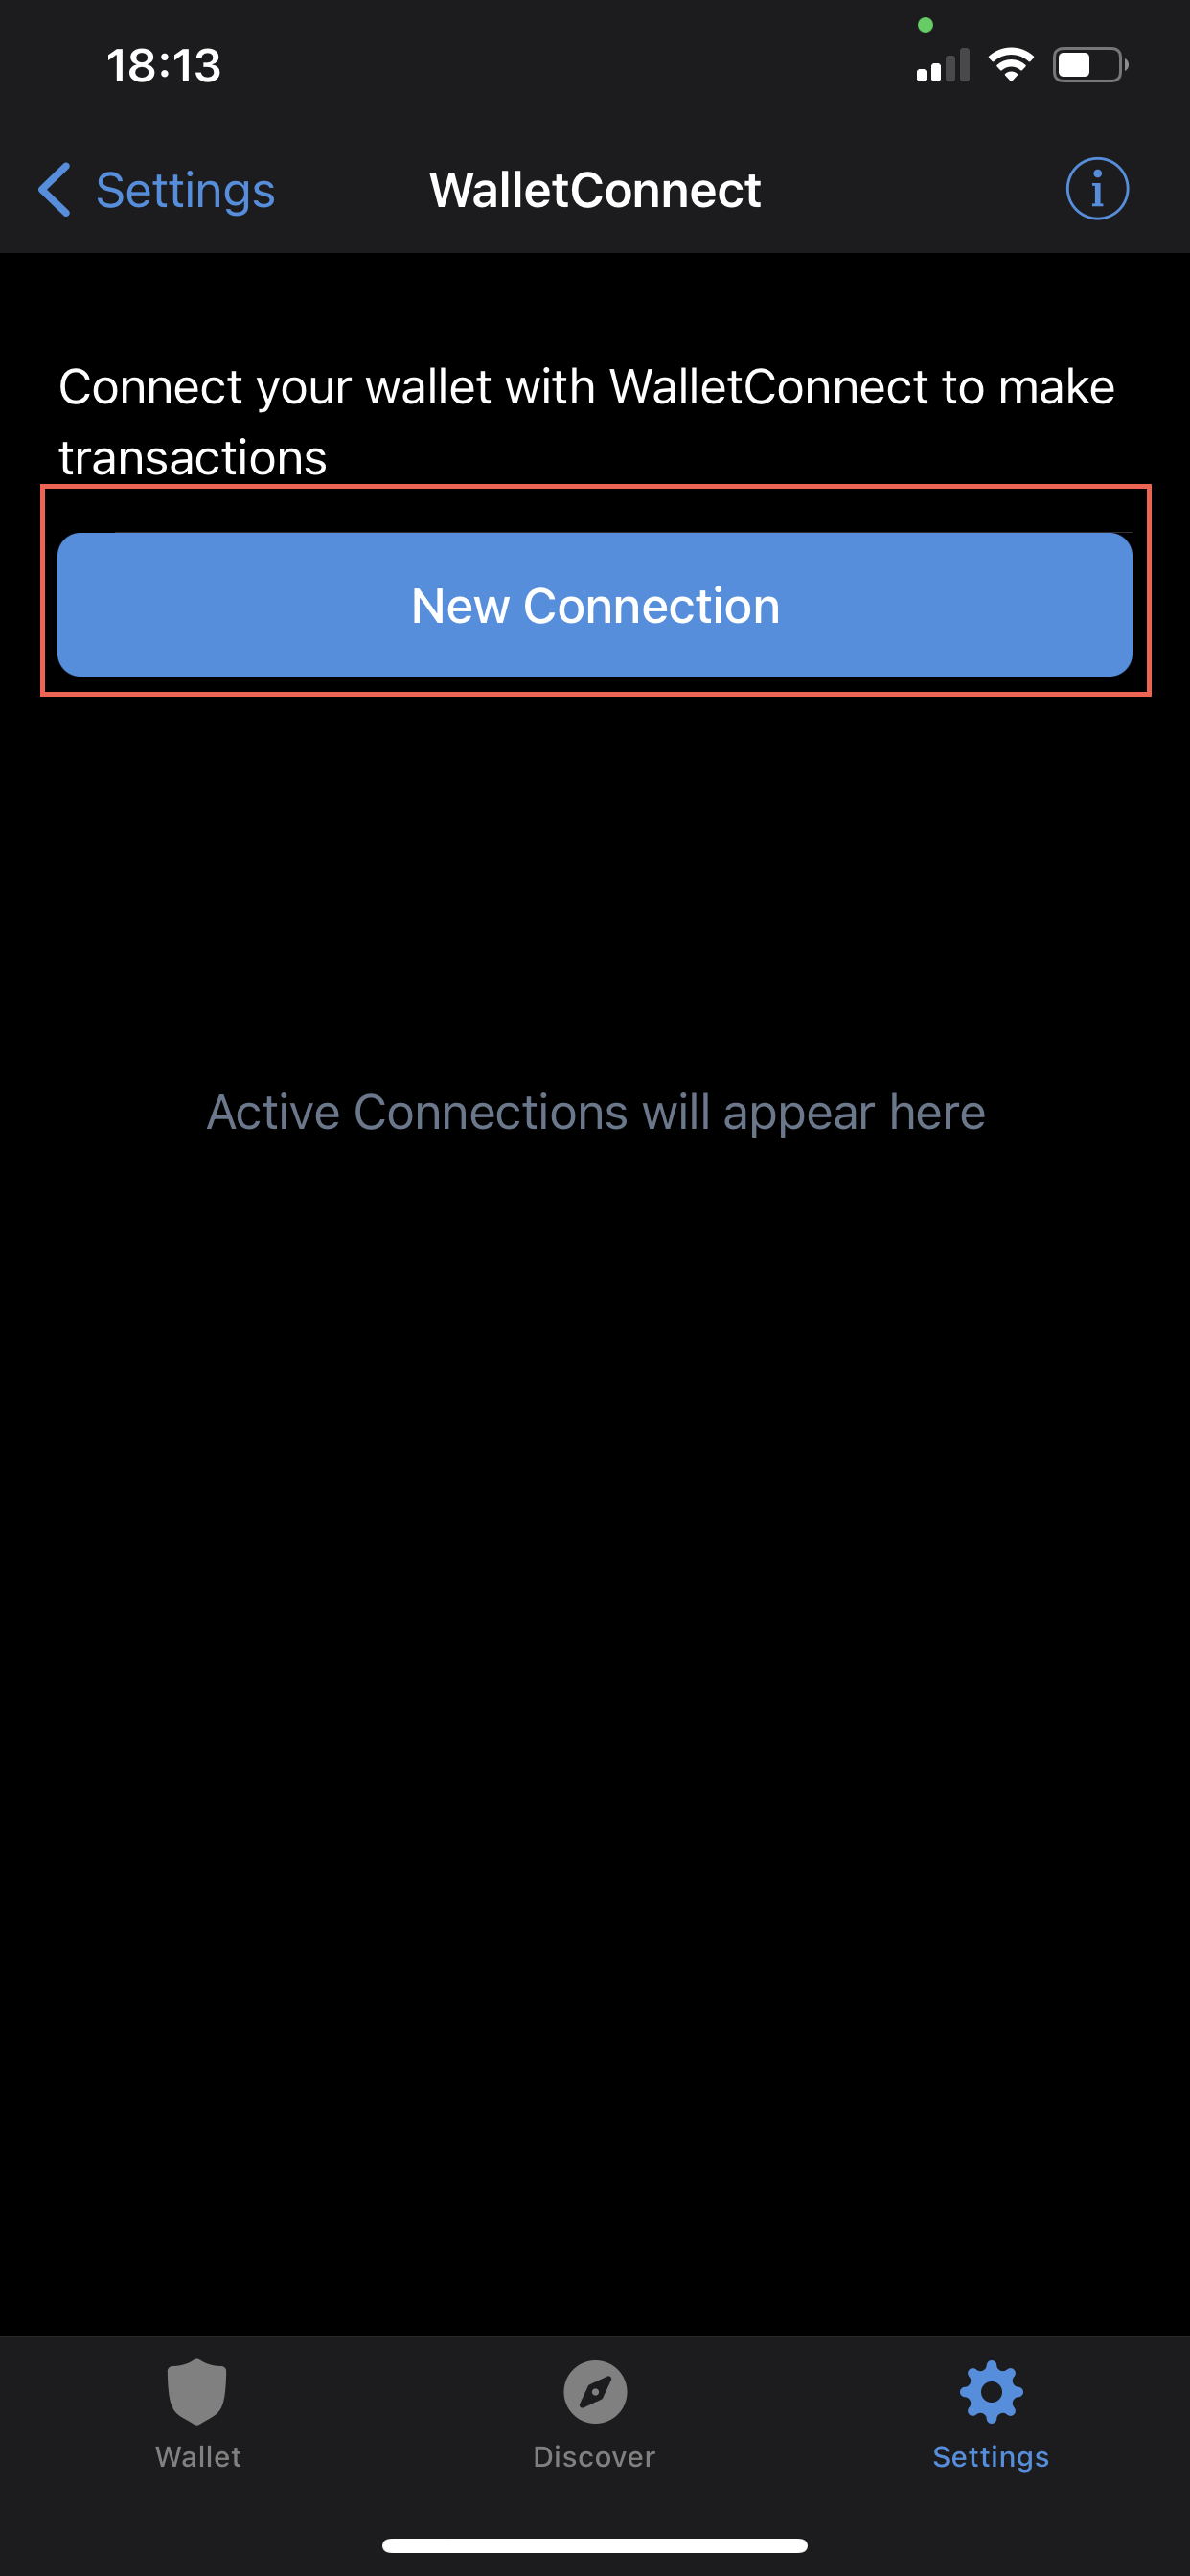 18:13
Settings
WalletConnect
Connect your wallet with WalletConnect to make
transactions
New Connection
Active Connections will appear here
Wallet
Discover
Settings